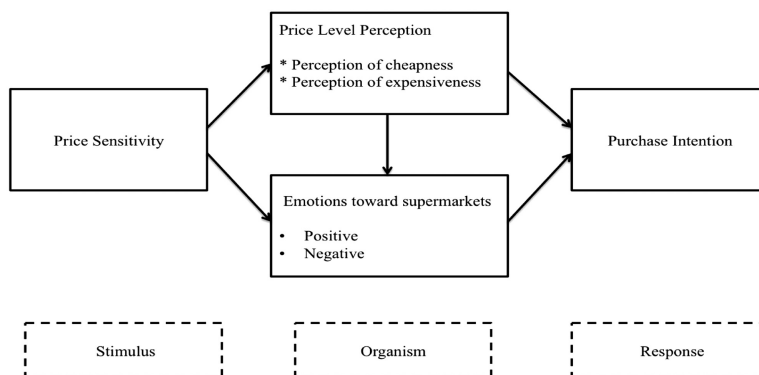 Price Level Perception
* Perception of cheapness
* Perception of expensiveness
Price Sensitivity
Purchase Intention
Emotions toward supermarkets
• Positive
• Negative
Stimulus
Organism
Response